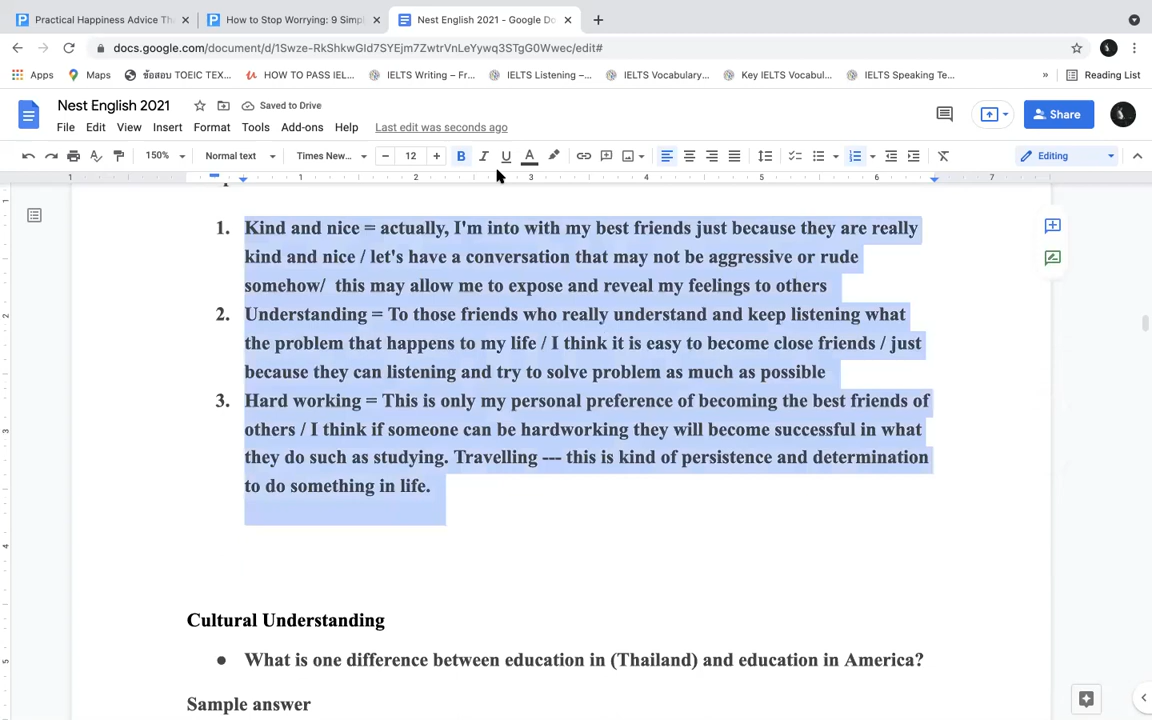 Practical Happiness Advice Th
How to Stop Worrying: 9 Simpl
Nest English 2021 - Google Do
docs.google.com/document/d/1Swze-RkShkwGId7SYEjm7ZwtrVnLeYywq3STgG0Wwec/edit#
Apps
Maps
ข้อสอบ TOEIC TEX...
HOW TO PASS IEL...
IELTS Writing – Fr...
IELTS Listening –...
IELTS Vocabulary...
Key IELTS Vocabul...
IELTS Speaking Te...
»
Reading List
Nest English 2021
Saved to Drive
File Edit View Insert Format Tools Add-ons Help Last edit was seconds ago
Share
150% Normal text Times New... 12 B I U A Editing
1 1 2 3 4 5 6 7
1. Kind and nice = actually, I'm into with my best friends just because they are really
kind and nice / let's have a conversation that may not be aggressive or rude
somehow/ this may allow me to expose and reveal my feelings to others
2. Understanding = To those friends who really understand and keep listening what
the problem that happens to my life / I think it is easy to become close friends / just
because they can listening and try to solve problem as much as possible
3. Hard working = This is only my personal preference of becoming the best friends of
others / I think if someone can be hardworking they will become successful in what
they do such as studying. Travelling --- this is kind of persistence and determination
to do something in life.
Cultural Understanding
● What is one difference between education in (Thailand) and education in America?
Sample answer